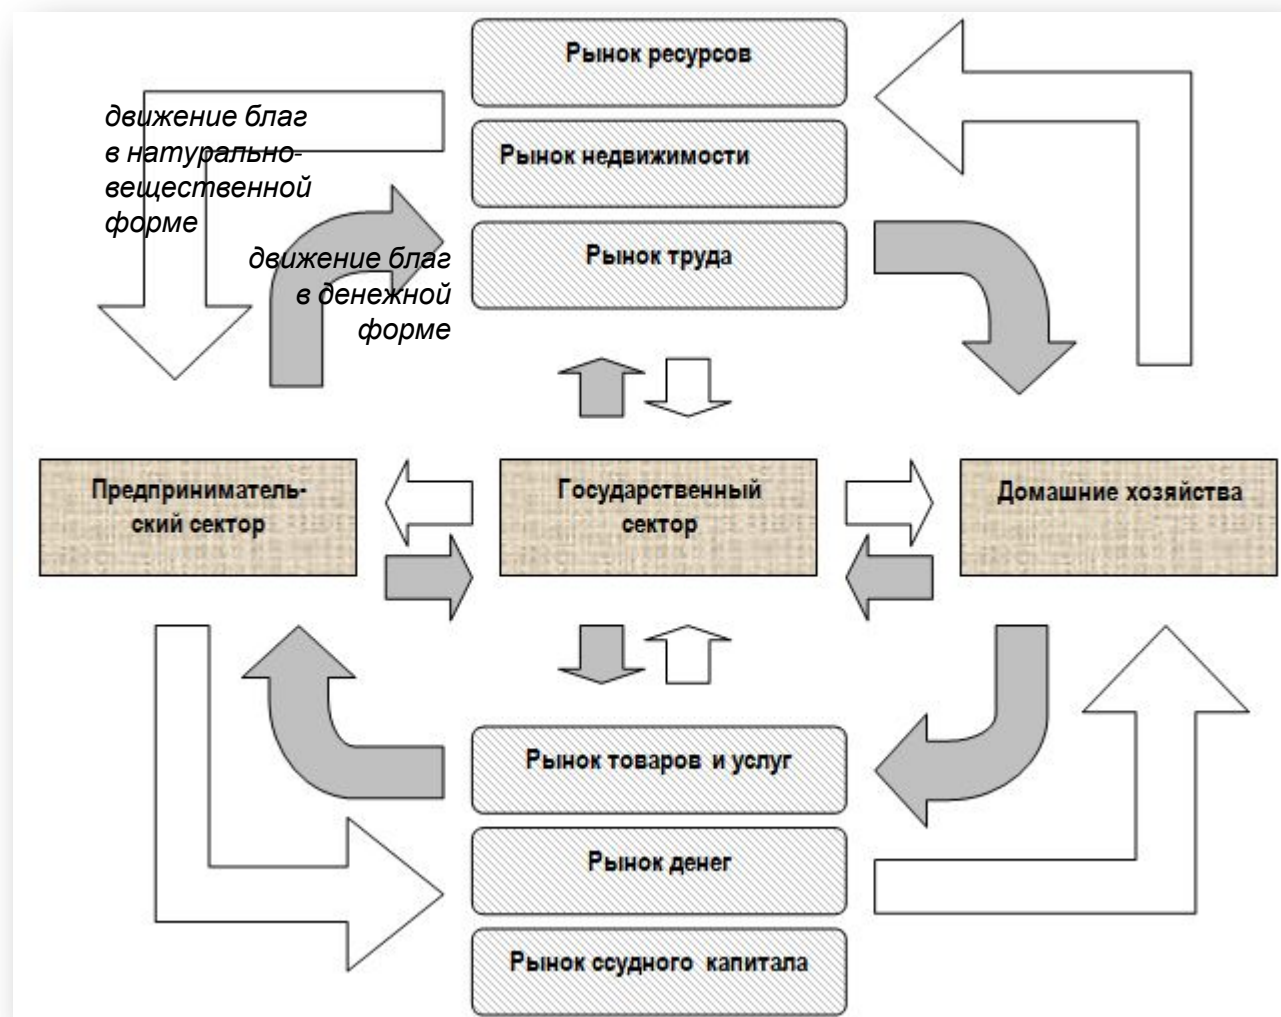 Рынок ресурсов
движение благ
в натурально-
вещественной
форме
Рынок недвижимости
движение благ
в денежной
форме
Рынок труда
Предприниматель-
ский сектор
Государственный
сектор
Домашние хозяйства
Рынок товаров и услуг
Рынок денег
Рынок ссудного капитала